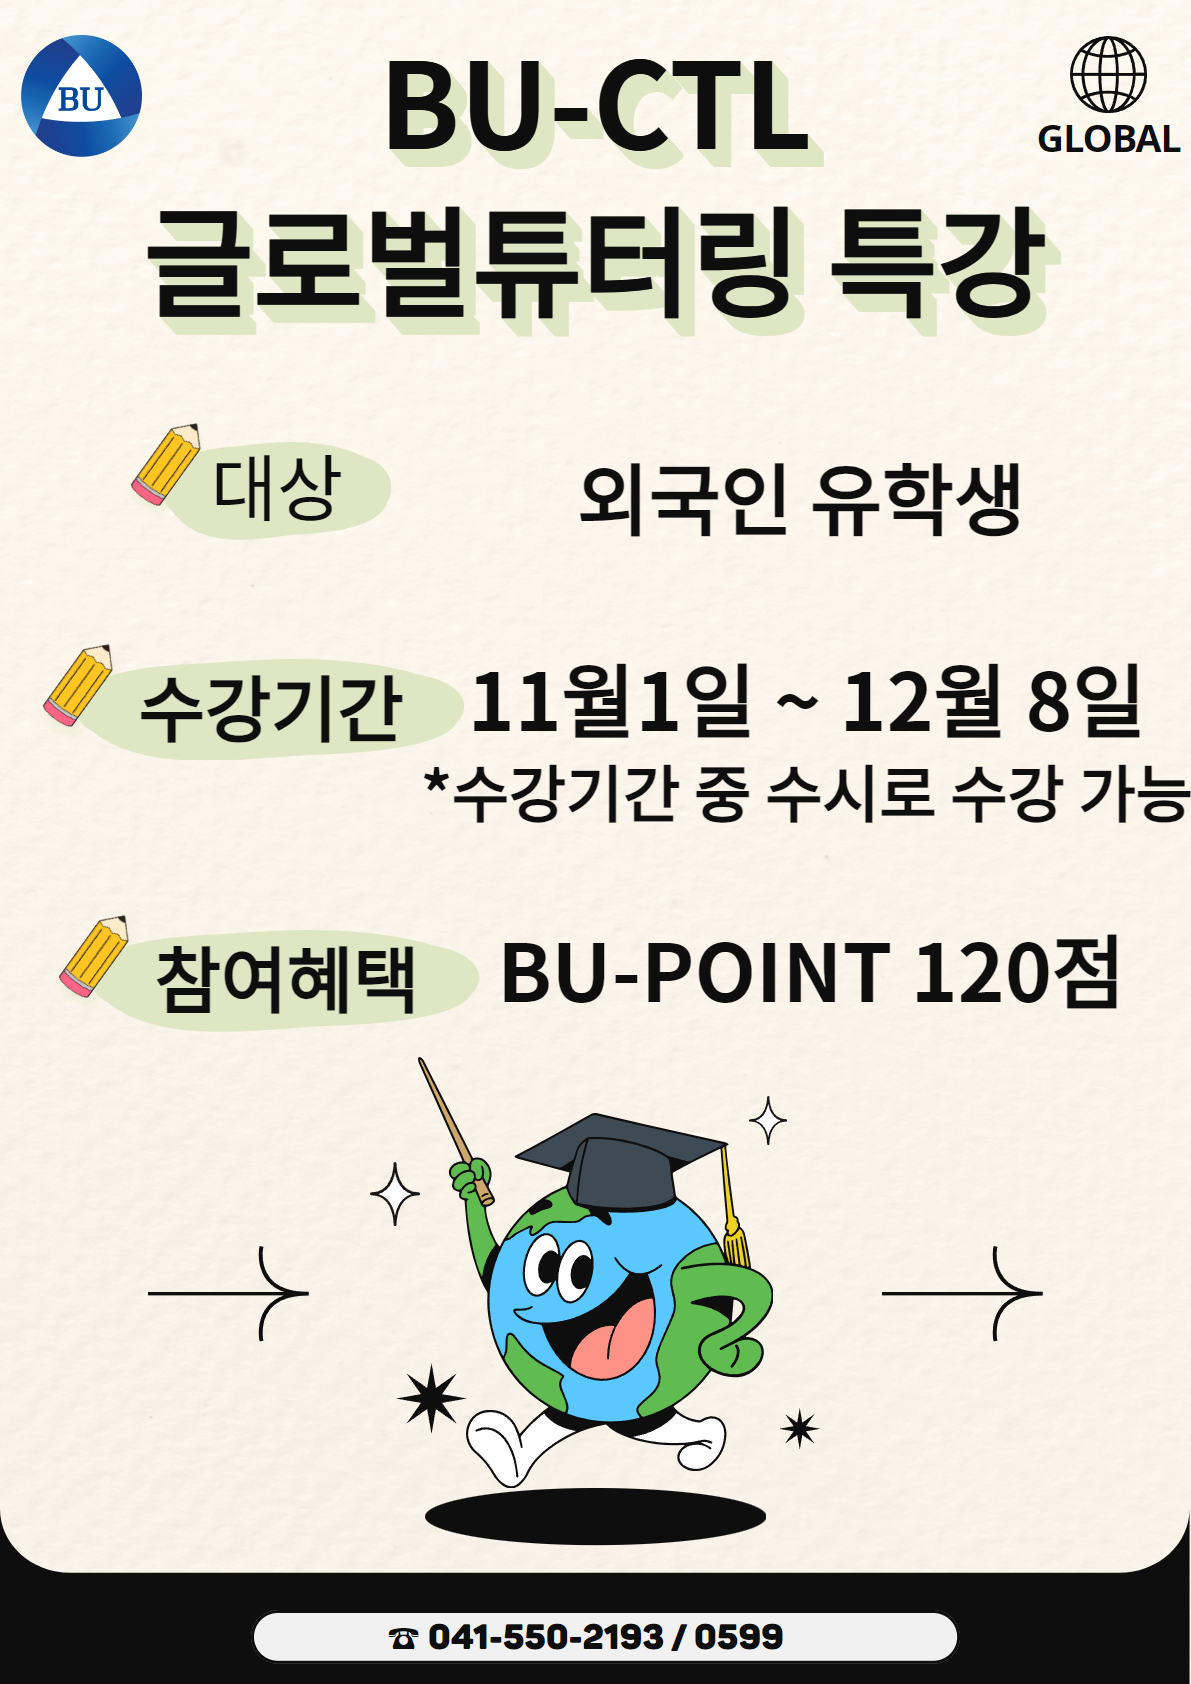 BU
GLOBAL
BU-CTL
글로벌튜터링 특강
대상
외국인 유학생
수강기간
11월1일 ~ 12월 8일
*수강기간 중 수시로 수강 가능
참여혜택
BU-POINT 120점
☎ 041-550-2193 / 0599